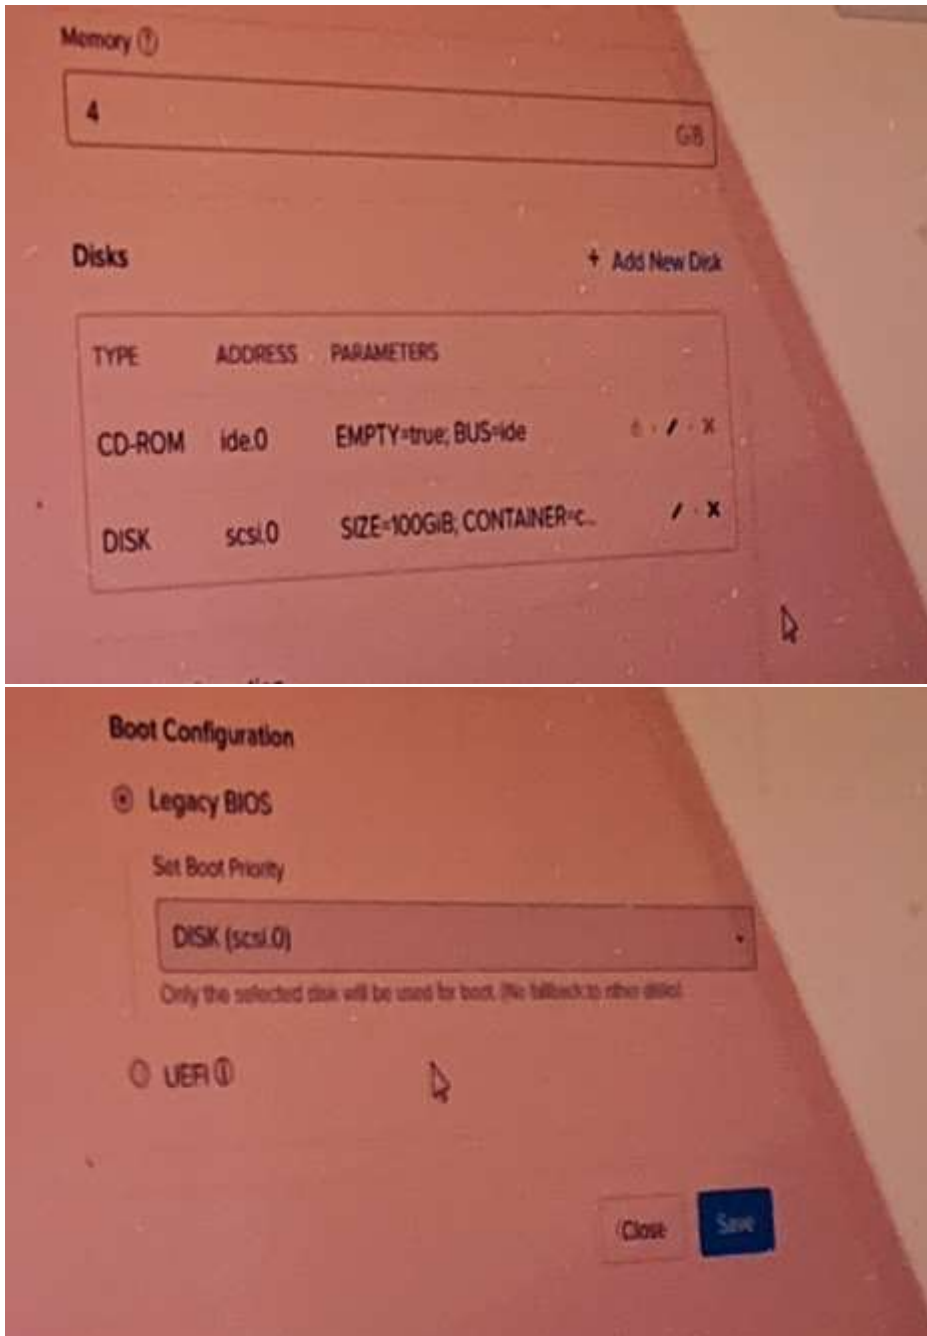 Memory
4
GiB
Disks
+ Add New Disk
TYPE ADDRESS PARAMETERS
CD-ROM ide.0 EMPTY=true; BUS=ide
DISK scsi.0 SIZE=100GiB; CONTAINER=c...
Boot Configuration
Legacy BIOS
Set Boot Priority
DISK (scsi.0)
Only the selected disk will be used for boot. (No fallback to other disks)
UEFI
Close Save